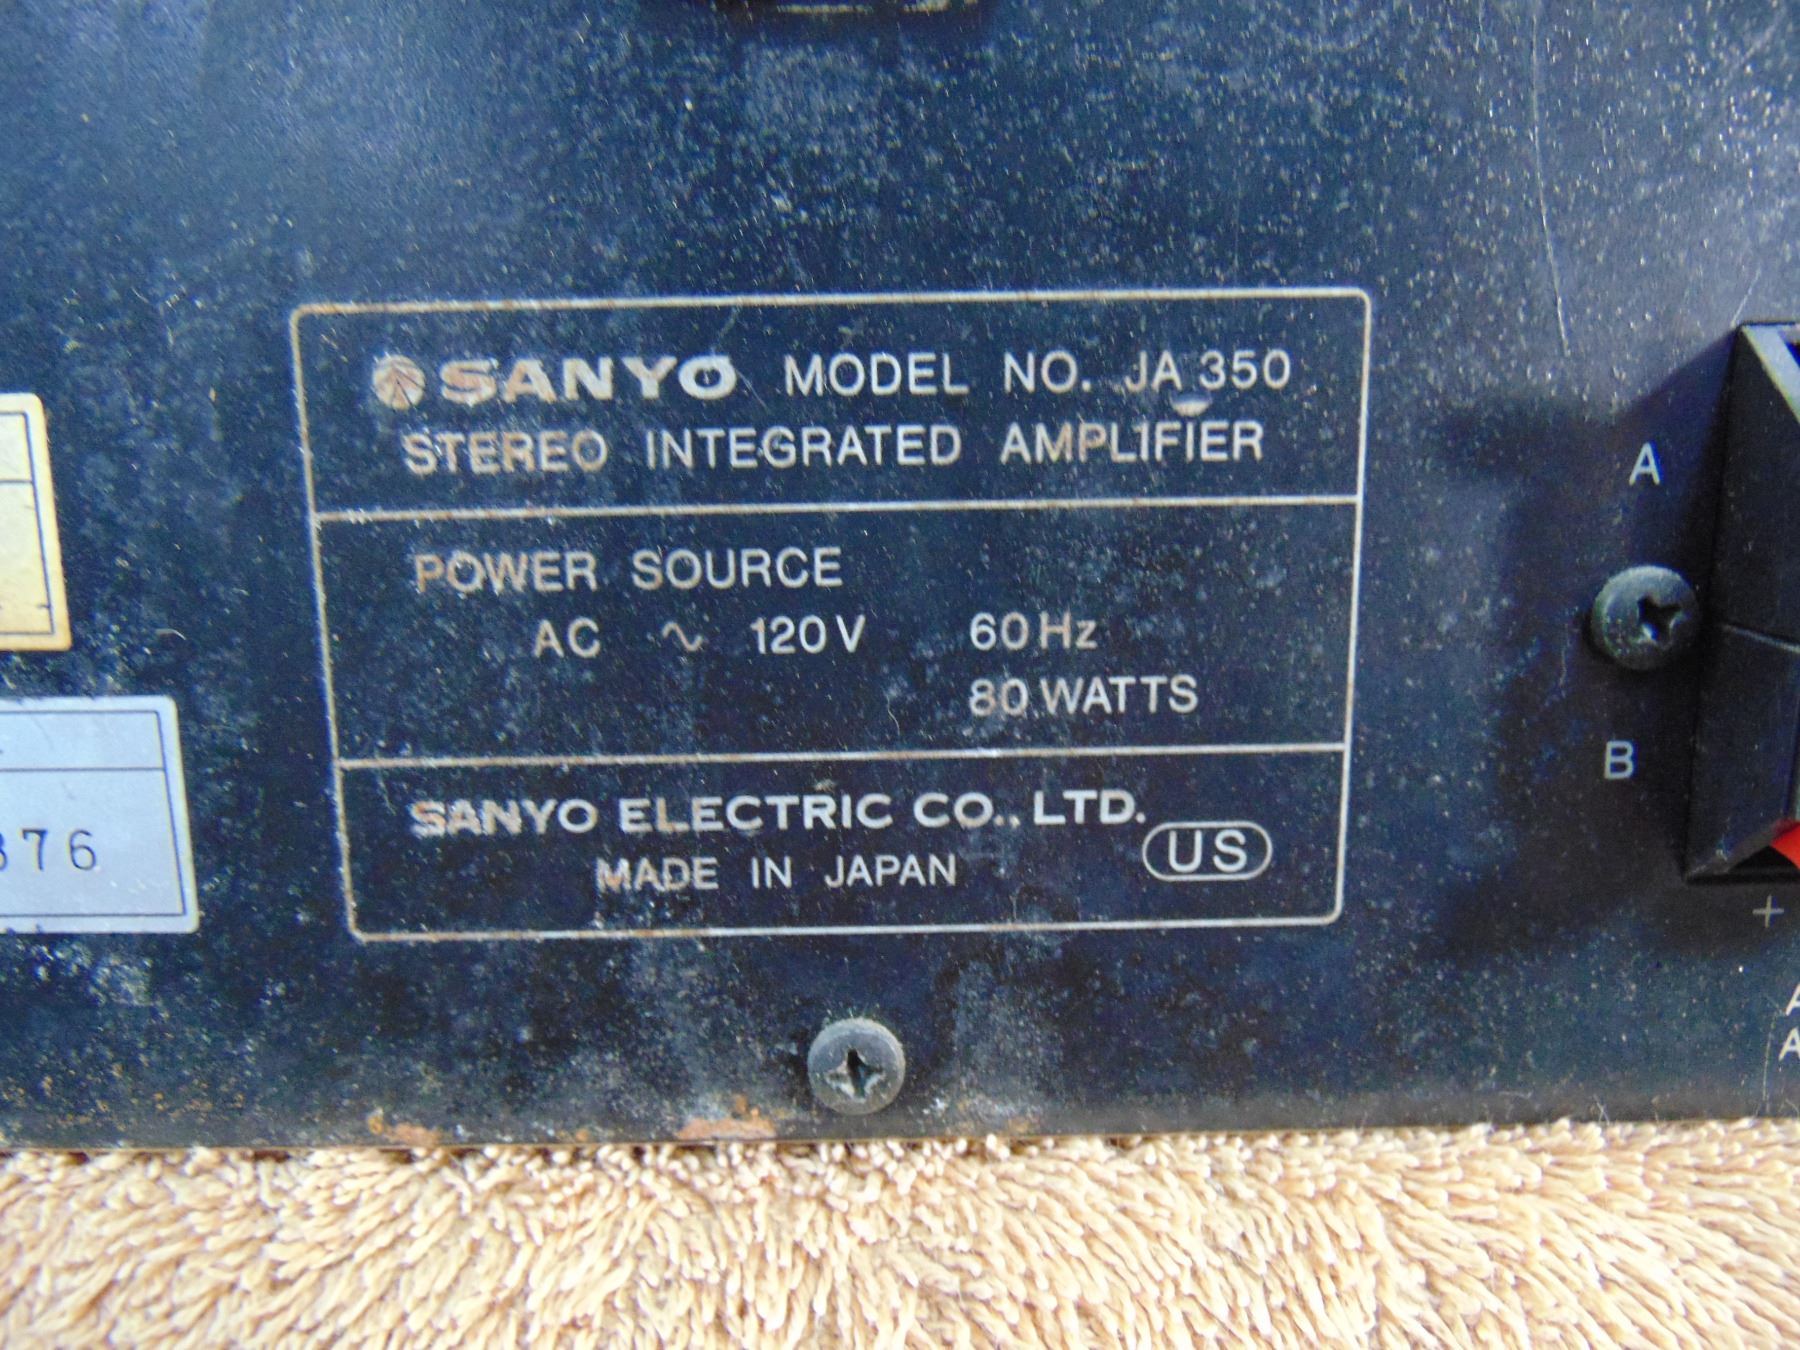 SANYO MODEL NO. JA 350
STEREO INTEGRATED AMPLIFIER
POWER SOURCE
AC ~ 120V 60Hz
80 WATTS
SANYO ELECTRIC CO., LTD.
MADE IN JAPAN US
A
B
+
76
A
A